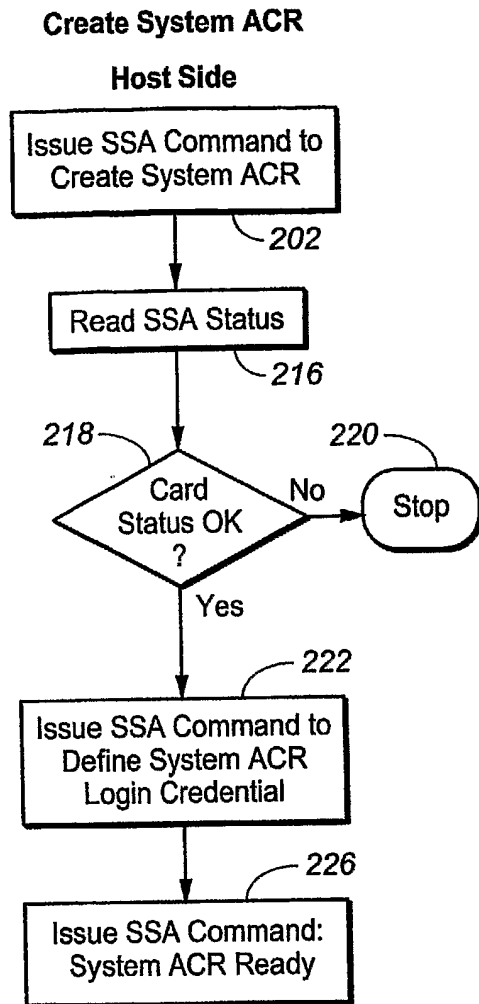 Create System ACR
Host Side
Issue SSA Command to
Create System ACR
202
Read SSA Status
216
218
220
Card
Status OK
?
No
Stop
Yes
222
Issue SSA Command to
Define System ACR
Login Credential
226
Issue SSA Command:
System ACR Ready